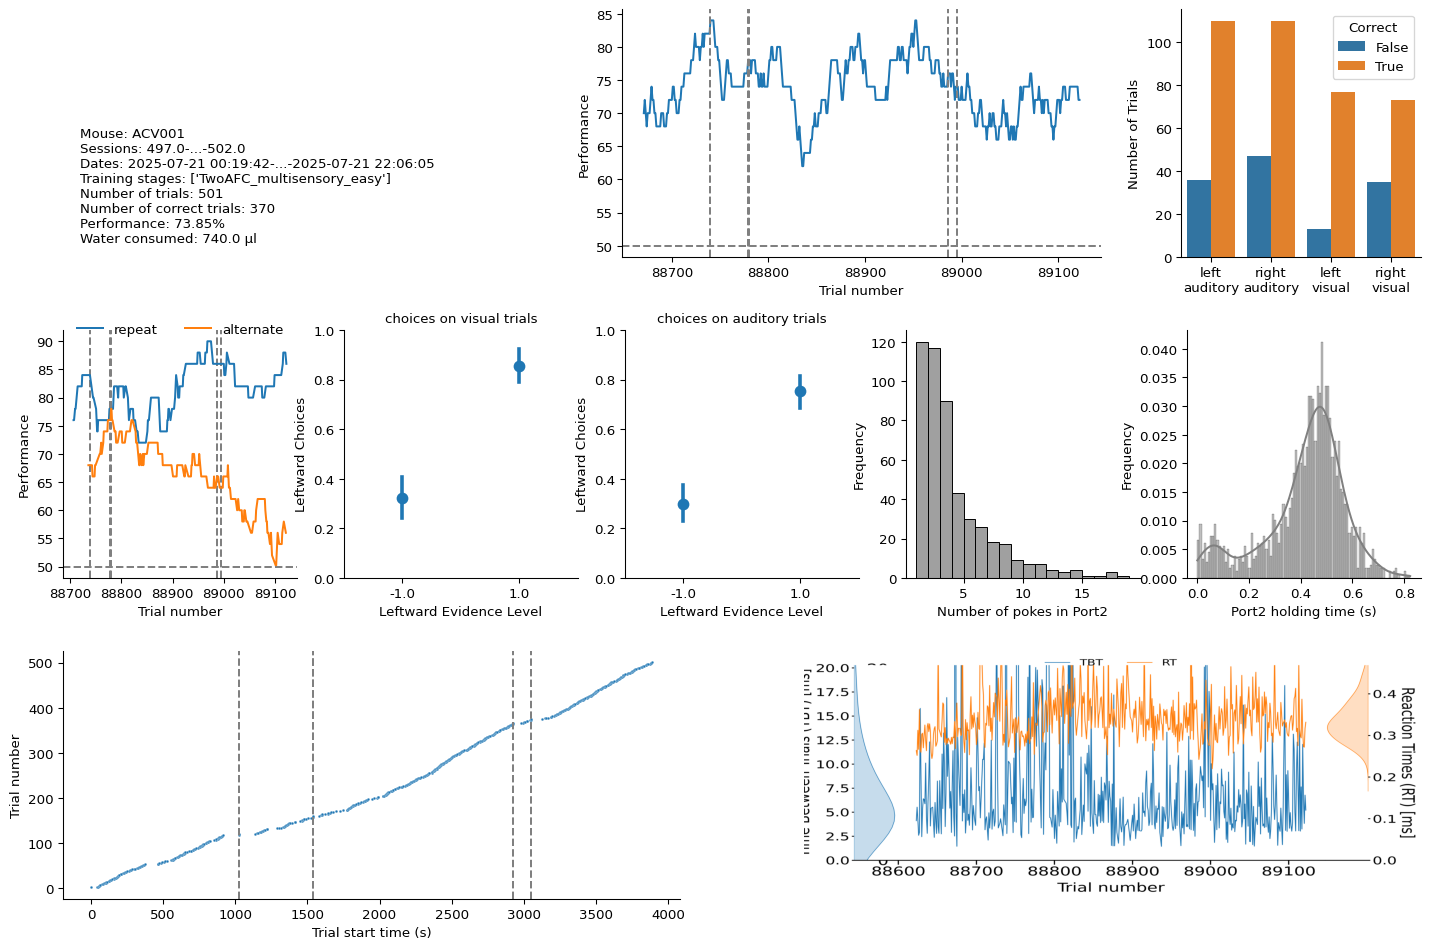 Mouse: ACV001
Sessions: 497.0-...-502.0
Dates: 2025-07-21 00:19:42-...-2025-07-21 22:06:05
Training stages: ['TwoAFC_multisensory_easy']
Number of trials: 501
Number of correct trials: 370
Performance: 73.85%
Water consumed: 740.0 µl
Performance
85
80
75
70
65
60
55
50
88700 88800 88900 89000 89100
Trial number
Number of Trials
100
80
60
40
20
0
Correct
False
True
left auditory
right auditory
left visual
right visual
repeat alternate
Performance
90
85
80
75
70
65
60
55
50
88700 88800 88900 89000 89100
Trial number
choices on visual trials
Leftward Choices
1.0
0.8
0.6
0.4
0.2
0.0
-1.0 1.0
Leftward Evidence Level
choices on auditory trials
Leftward Choices
1.0
0.8
0.6
0.4
0.2
0.0
-1.0 1.0
Leftward Evidence Level
Frequency
120
100
80
60
40
20
0
5 10 15
Number of pokes in Port2
Frequency
0.040
0.035
0.030
0.025
0.020
0.015
0.010
0.005
0.000
0.0 0.2 0.4 0.6 0.8
Port2 holding time (s)
Trial number
500
400
300
200
100
0
0 500 1000 1500 2000 2500 3000 3500 4000
Trial start time (s)
TBT RT
20.0
17.5
15.0
12.5
10.0
7.5
5.0
2.5
0.0
88600 88700 88800 88900 89000 89100
Trial number
0.4
0.3
0.2
0.1
0.0
Reaction Times (RT) [ms]